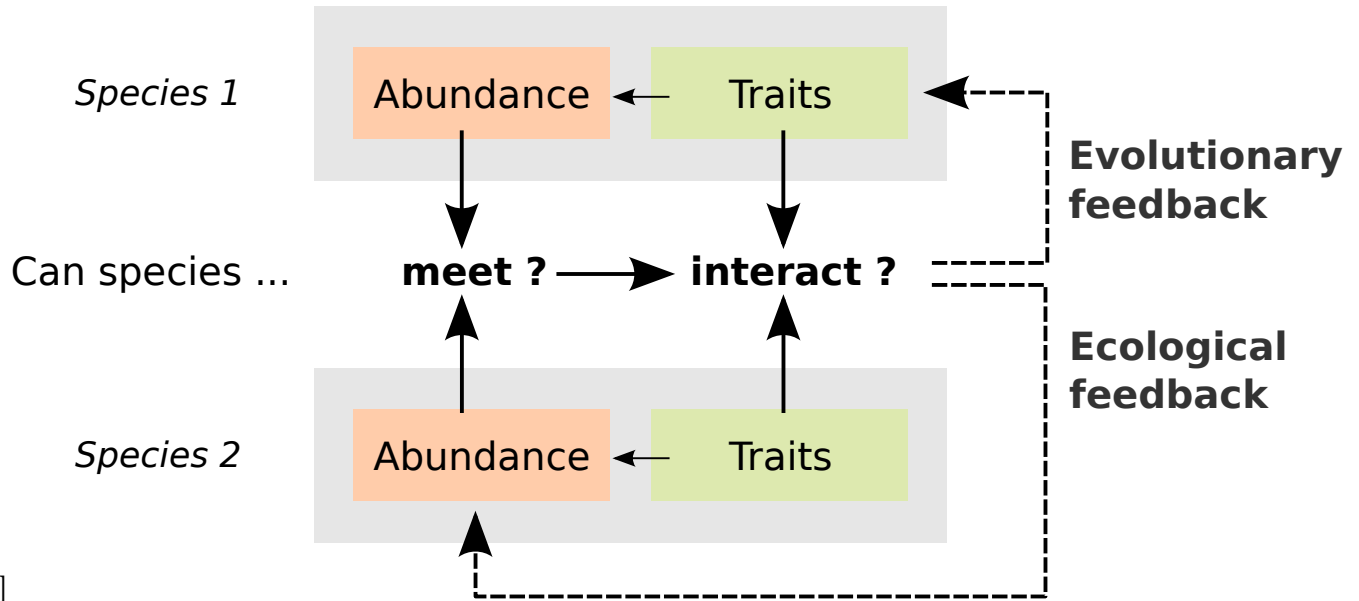 Species 1
Abundance
Traits
Evolutionary
feedback
Can species ...
meet ?
interact ?
Ecological
feedback
Species 2
Abundance
Traits
]